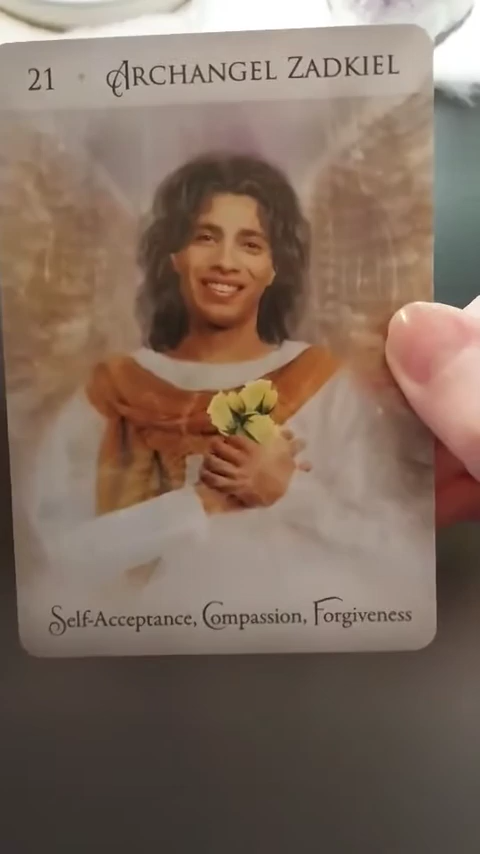 21 • Archangel Zadkiel
Self-Acceptance, Compassion, Forgiveness